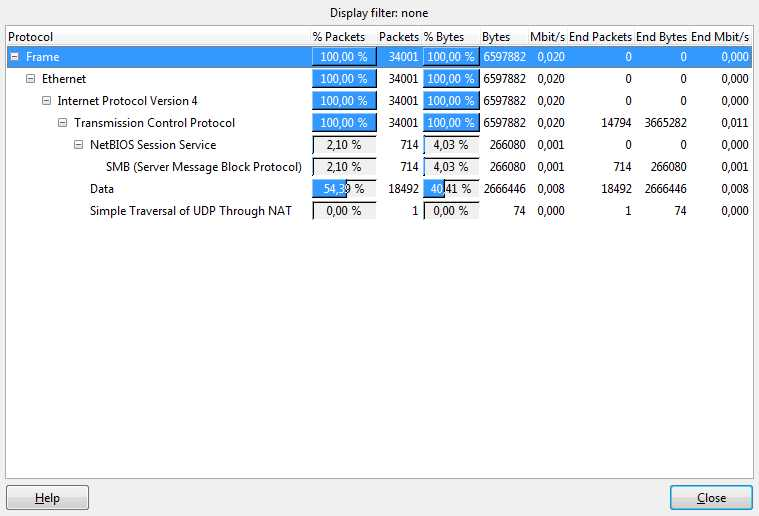 Display filter: none
Protocol % Packets Packets % Bytes Bytes Mbit/s End Packets End Bytes End Mbit/s
Frame 100,00 % 34001 100,00 % 6597882 0,020 0 0 0,000
Ethernet 100,00 % 34001 100,00 % 6597882 0,020 0 0 0,000
Internet Protocol Version 4 100,00 % 34001 100,00 % 6597882 0,020 0 0 0,000
Transmission Control Protocol 100,00 % 34001 100,00 % 6597882 0,020 14794 3665282 0,011
NetBIOS Session Service 2,10 % 714 4,03 % 266080 0,001 0 0 0,000
SMB (Server Message Block Protocol) 2,10 % 714 4,03 % 266080 0,001 714 266080 0,001
Data 54,39 % 18492 40,41 % 2666446 0,008 18492 2666446 0,008
Simple Traversal of UDP Through NAT 0,00 % 1 0,00 % 74 0,000 1 74 0,000
Help Close